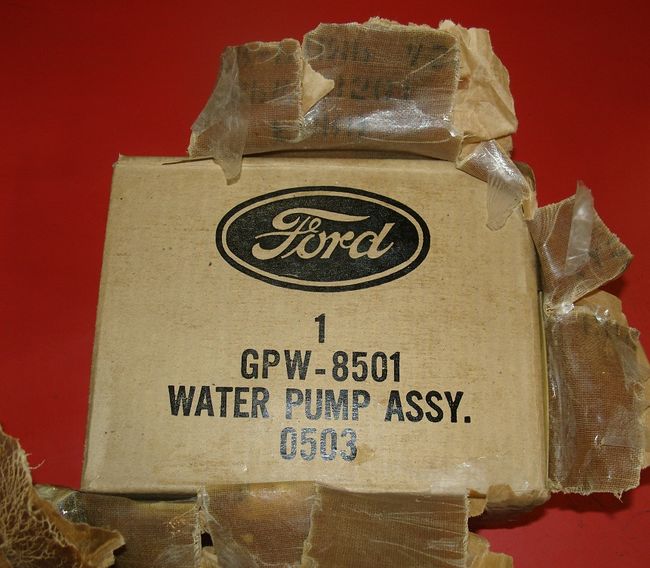 Ford
1
GPW-8501
WATER PUMP ASSY.
0503